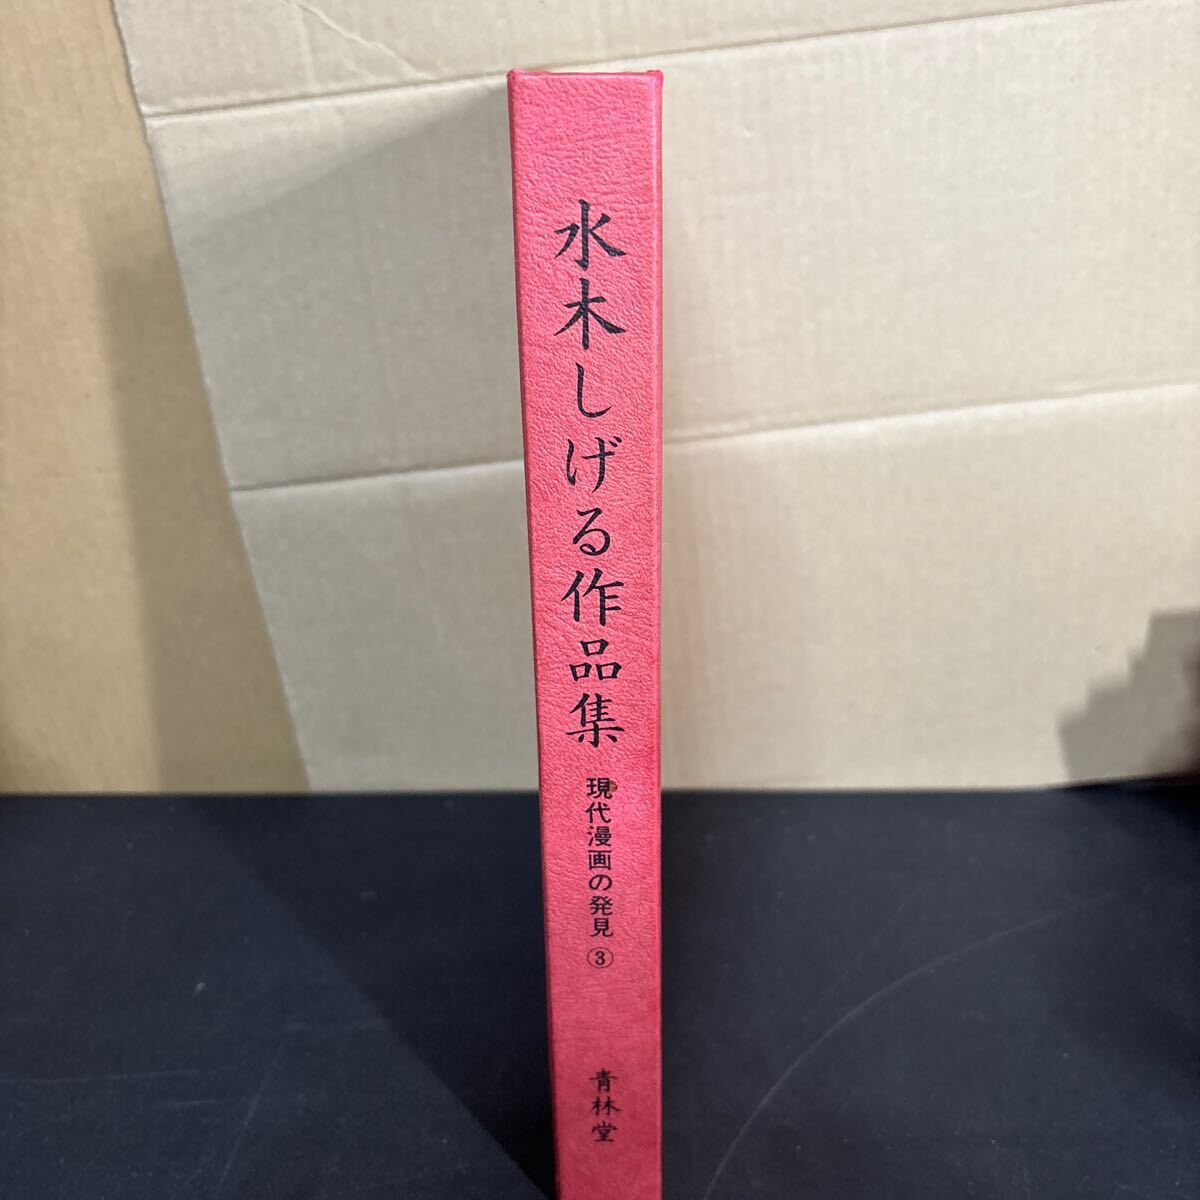 水木しげる作品集
現代漫画の発見③
青林堂